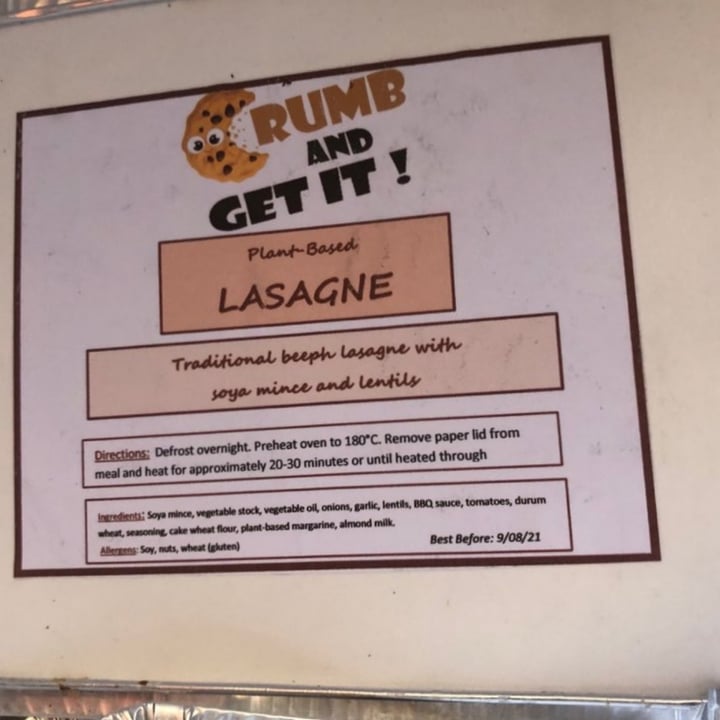 CRUMB
AND
GET IT !
Plant-Based
LASAGNE
Traditional beeph lasagne with
soya mince and lentils
Directions: Defrost overnight. Preheat oven to 180°C. Remove paper lid from
meal and heat for approximately 20-30 minutes or until heated through
Ingredients: Soya mince, vegetable stock, vegetable oil, onions, garlic, lentils, BBQ sauce, tomatoes, durum
wheat, seasoning, cake wheat flour, plant-based margarine, almond milk.
Allergens: Soy, nuts, wheat (gluten)
Best Before: 9/08/21